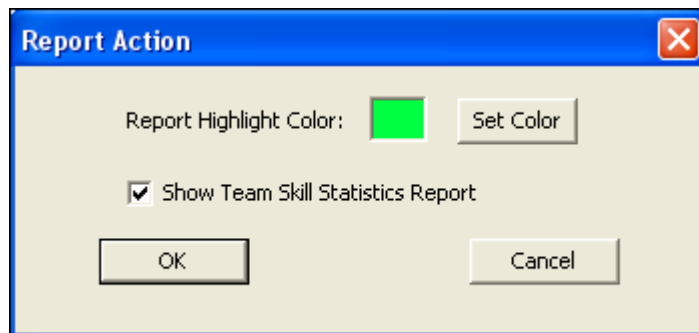 Report Action
Report Highlight Color: Set Color
Show Team Skill Statistics Report
OK Cancel